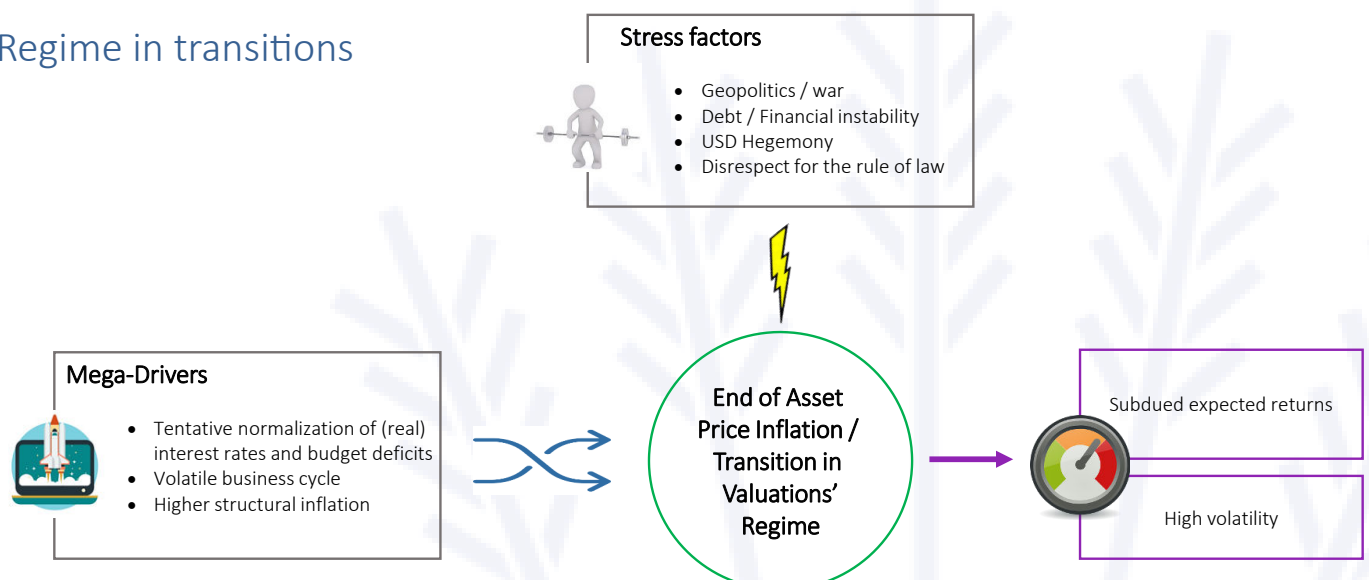 Regime in transitions
Stress factors
• Geopolitics / war
• Debt / Financial instability
• USD Hegemony
• Disrespect for the rule of law
Mega-Drivers
• Tentative normalization of (real)
interest rates and budget deficits
• Volatile business cycle
• Higher structural inflation
End of Asset
Price Inflation /
Transition in
Valuations’
Regime
Subdued expected returns
High volatility